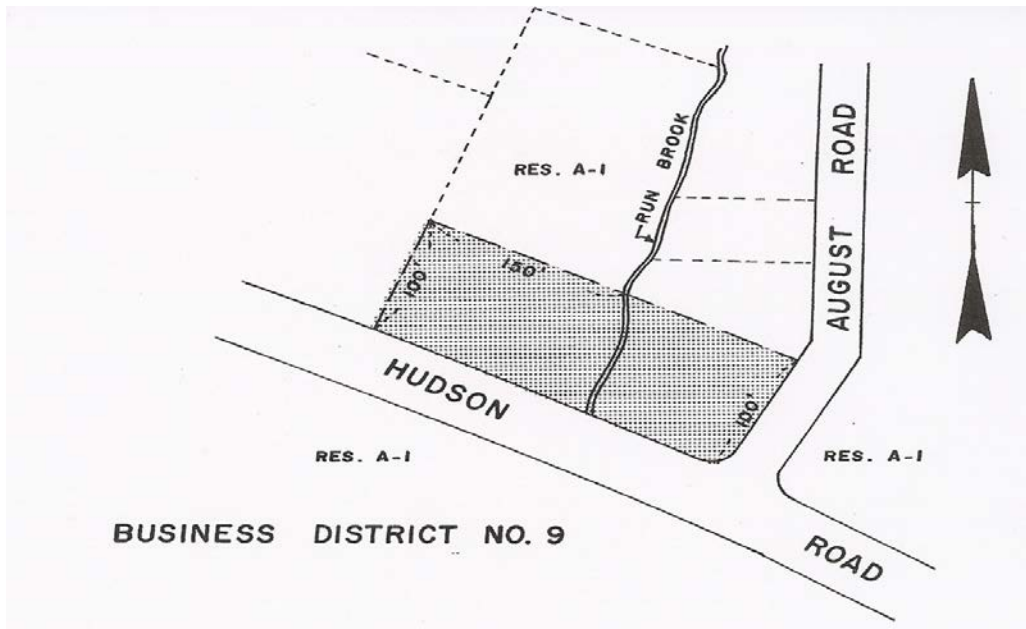 RES. A-1
RUN BROOK
AUGUST ROAD
150'
100'
100'
HUDSON ROAD
RES. A-1
RES. A-1
BUSINESS DISTRICT NO. 9